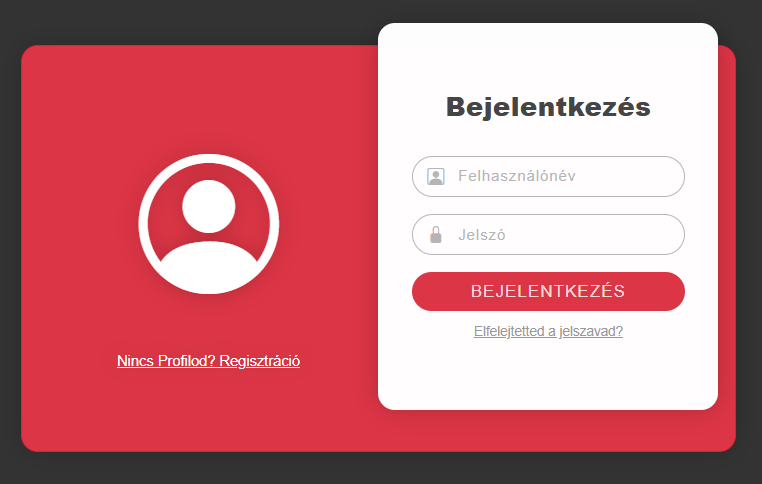 Bejelentkezés
Felhasználónév
Jelszó
BEJELENTKEZÉS
Elfelejtetted a jelszavad?
Nincs Profilod? Regisztráció